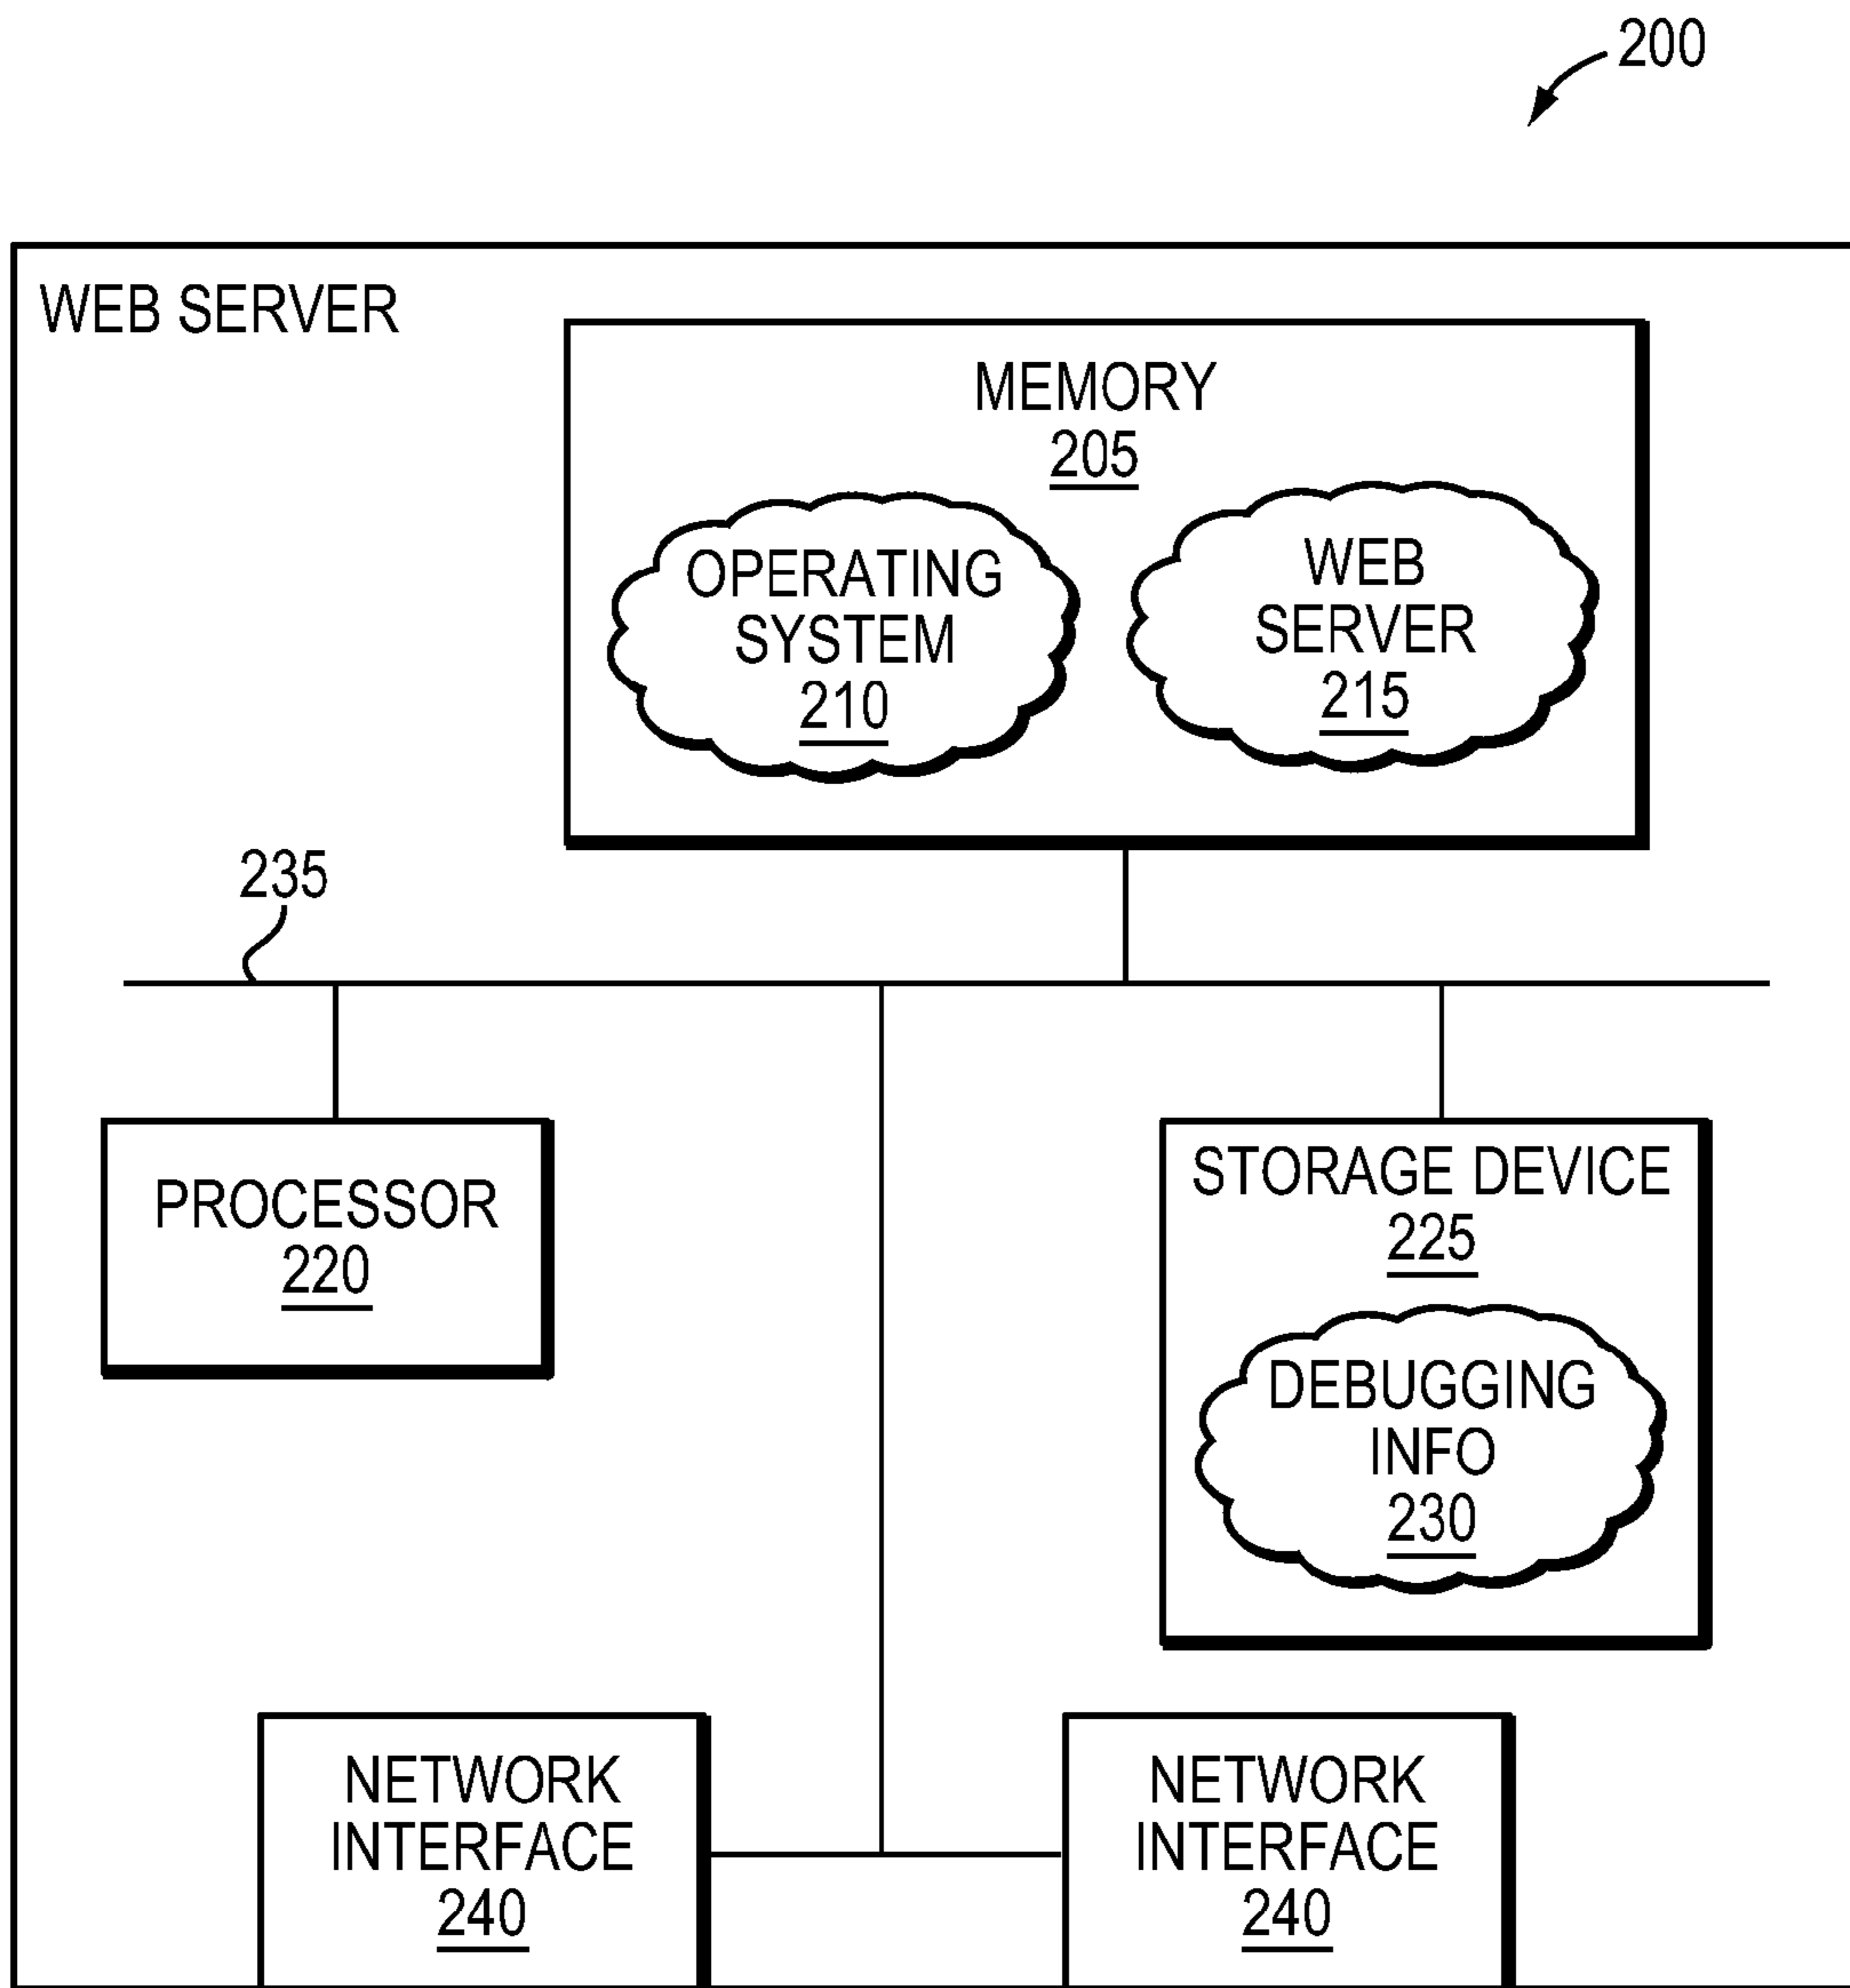 200
WEB SERVER
MEMORY
205
OPERATING
SYSTEM
210
WEB
SERVER
215
235
PROCESSOR
220
STORAGE DEVICE
225
DEBUGGING
INFO
230
NETWORK
INTERFACE
240
NETWORK
INTERFACE
240